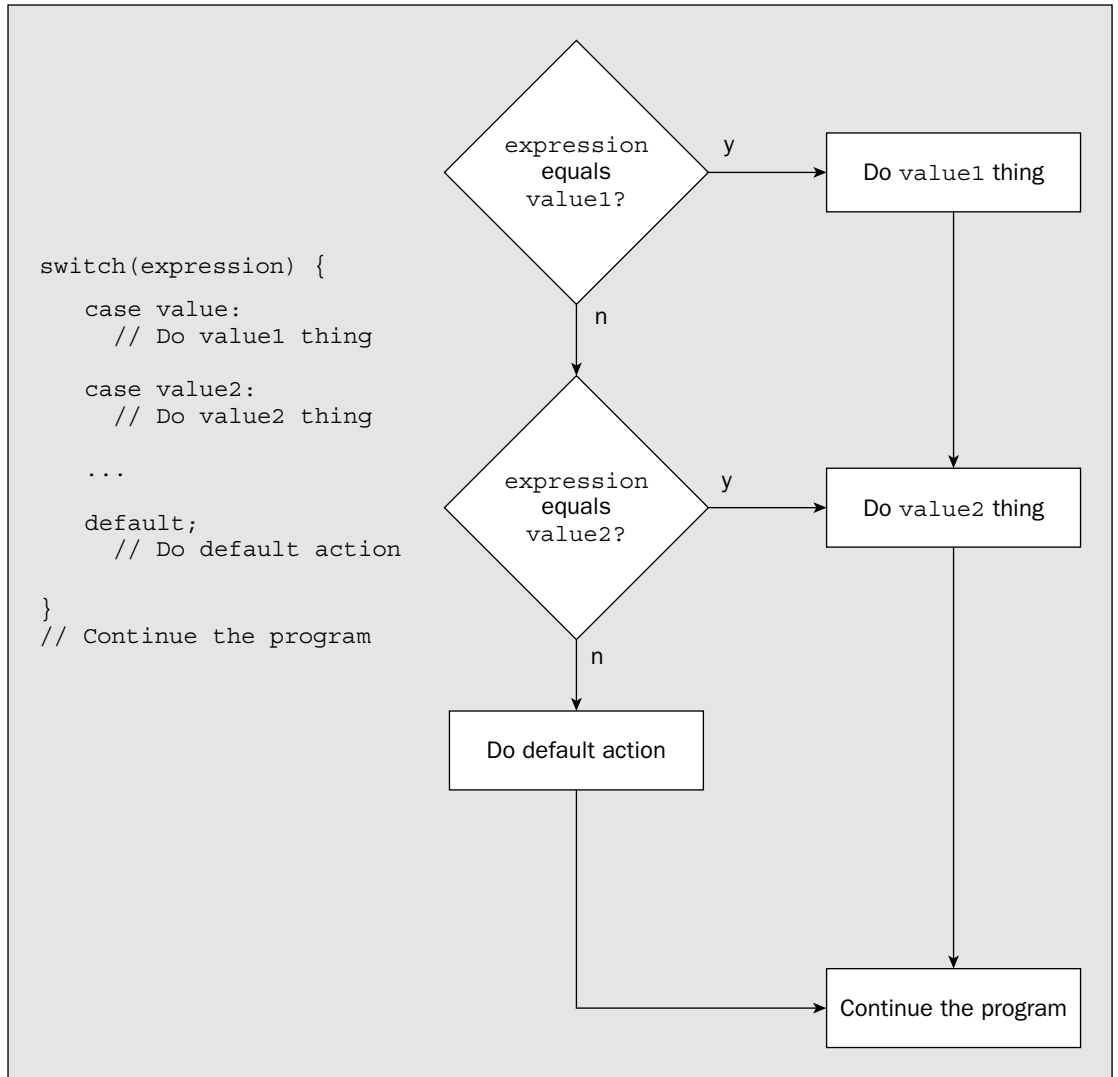 switch(expression) {
case value:
// Do value1 thing
case value2:
// Do value2 thing
...
default;
// Do default action
}
// Continue the program
expression
equals
value1?
y
Do value1 thing
n
expression
equals
value2?
y
Do value2 thing
n
Do default action
Continue the program